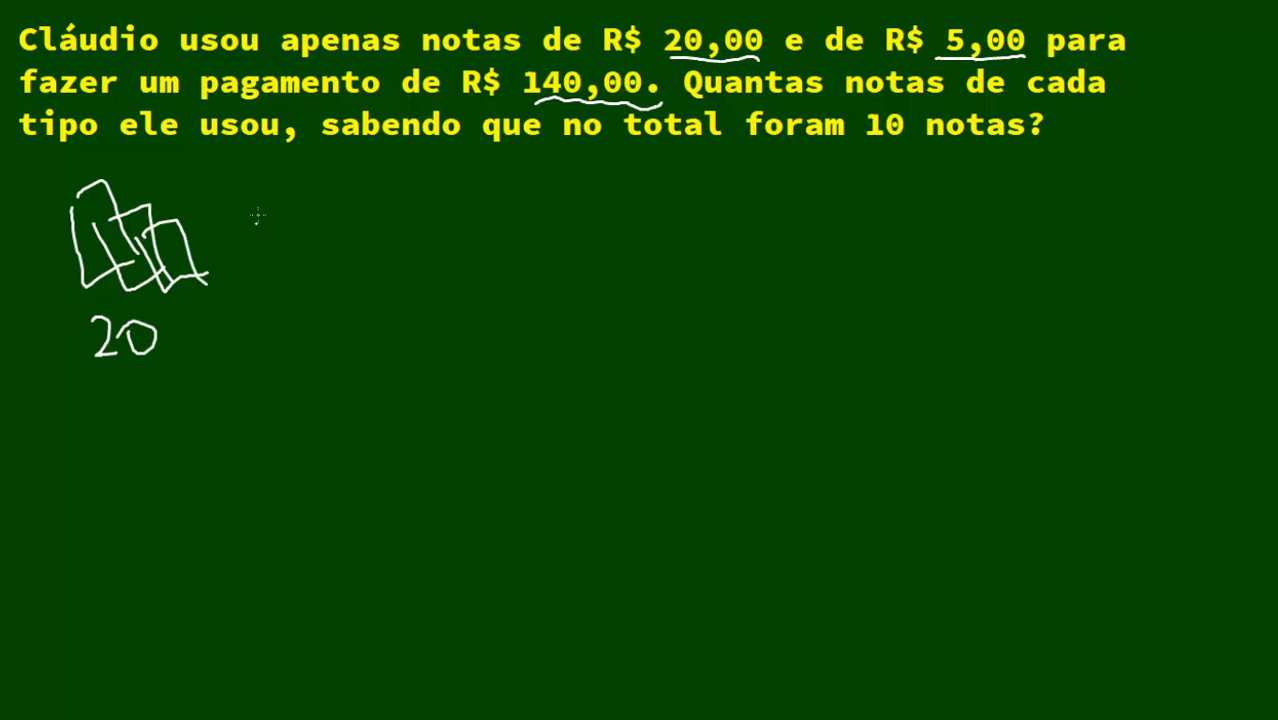 Cláudio usou apenas notas de R$ 20,00 e de R$ 5,00 para
fazer um pagamento de R$ 140,00. Quantas notas de cada
tipo ele usou, sabendo que no total foram 10 notas?
20